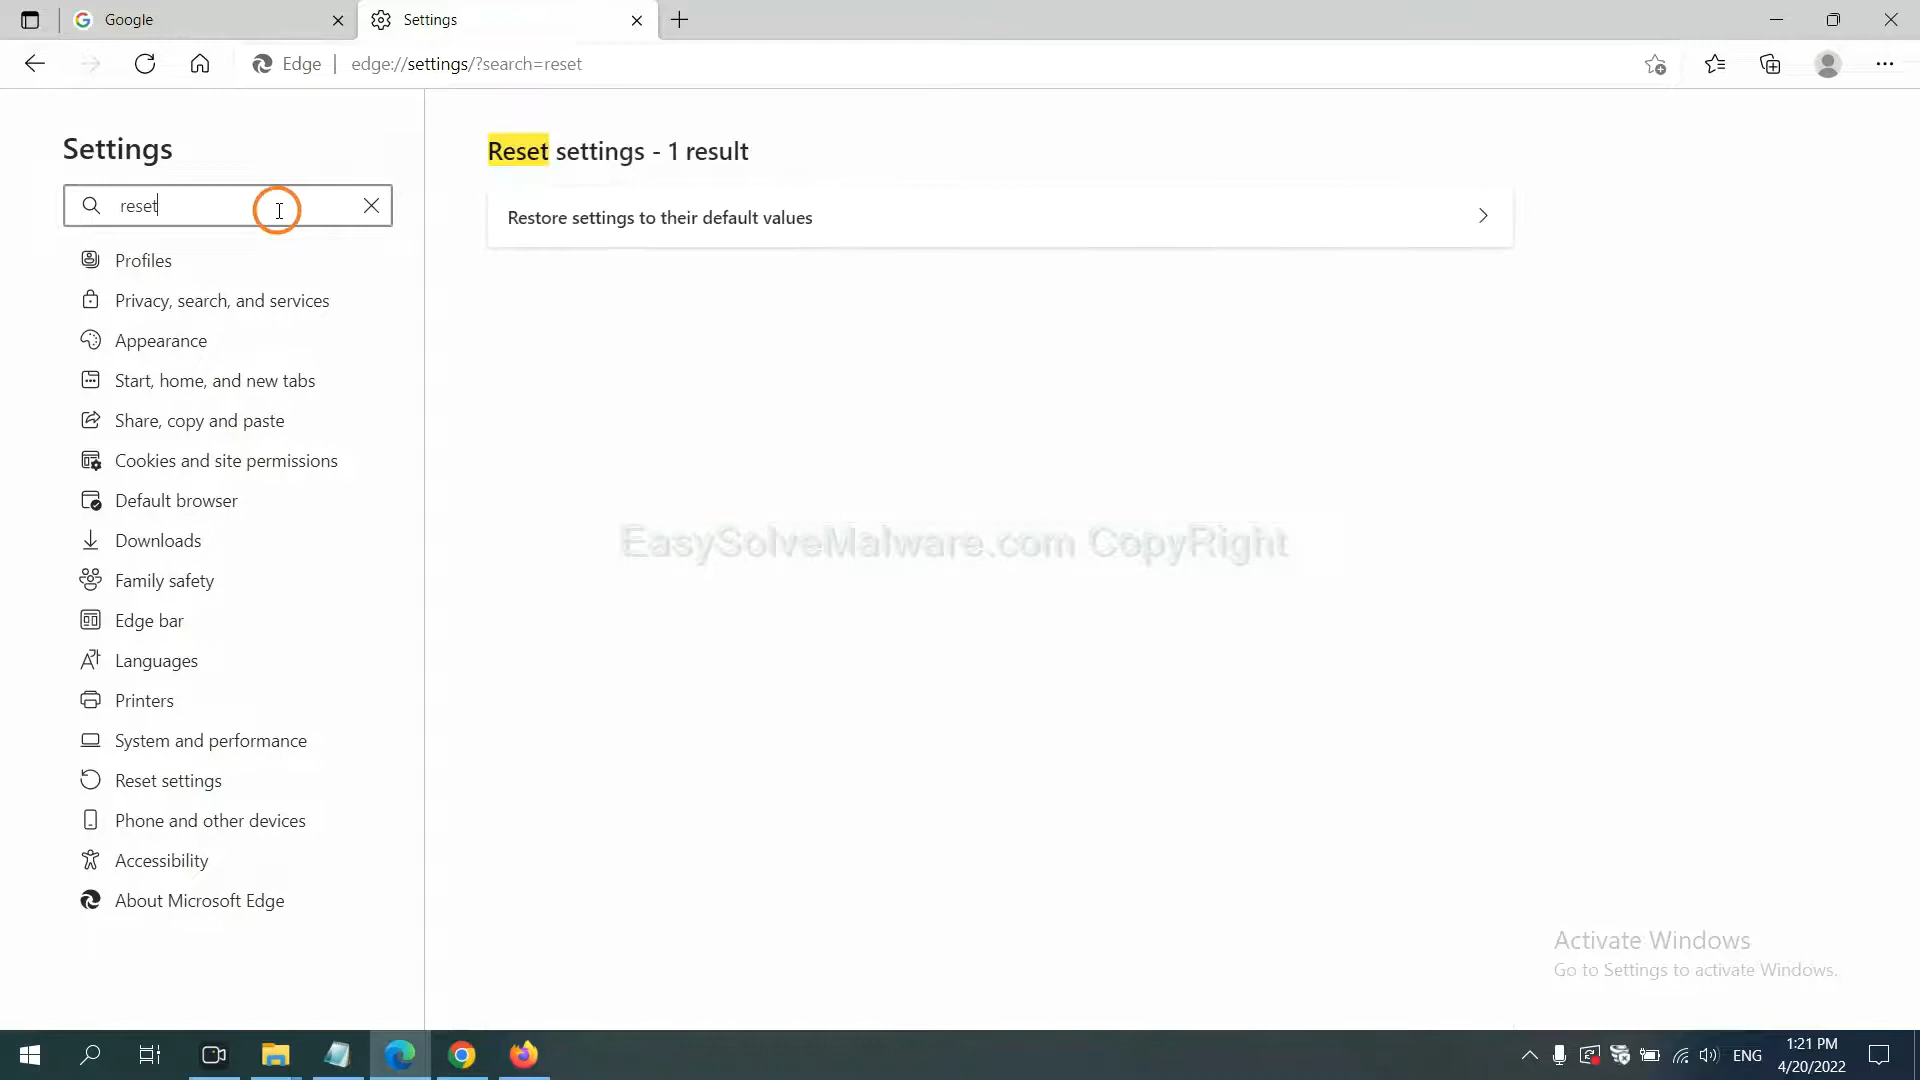 Google
Settings
Edge
edge://settings/?search=reset
Settings
reset
Profiles
Privacy, search, and services
Appearance
Start, home, and new tabs
Share, copy and paste
Cookies and site permissions
Default browser
Downloads
Family safety
Edge bar
Languages
Printers
System and performance
Reset settings
Phone and other devices
Accessibility
About Microsoft Edge
Reset settings - 1 result
Restore settings to their default values
EasySolveMalware.com CopyRight
Activate Windows
Go to Settings to activate Windows.
ENG
1:21 PM
4/20/2022